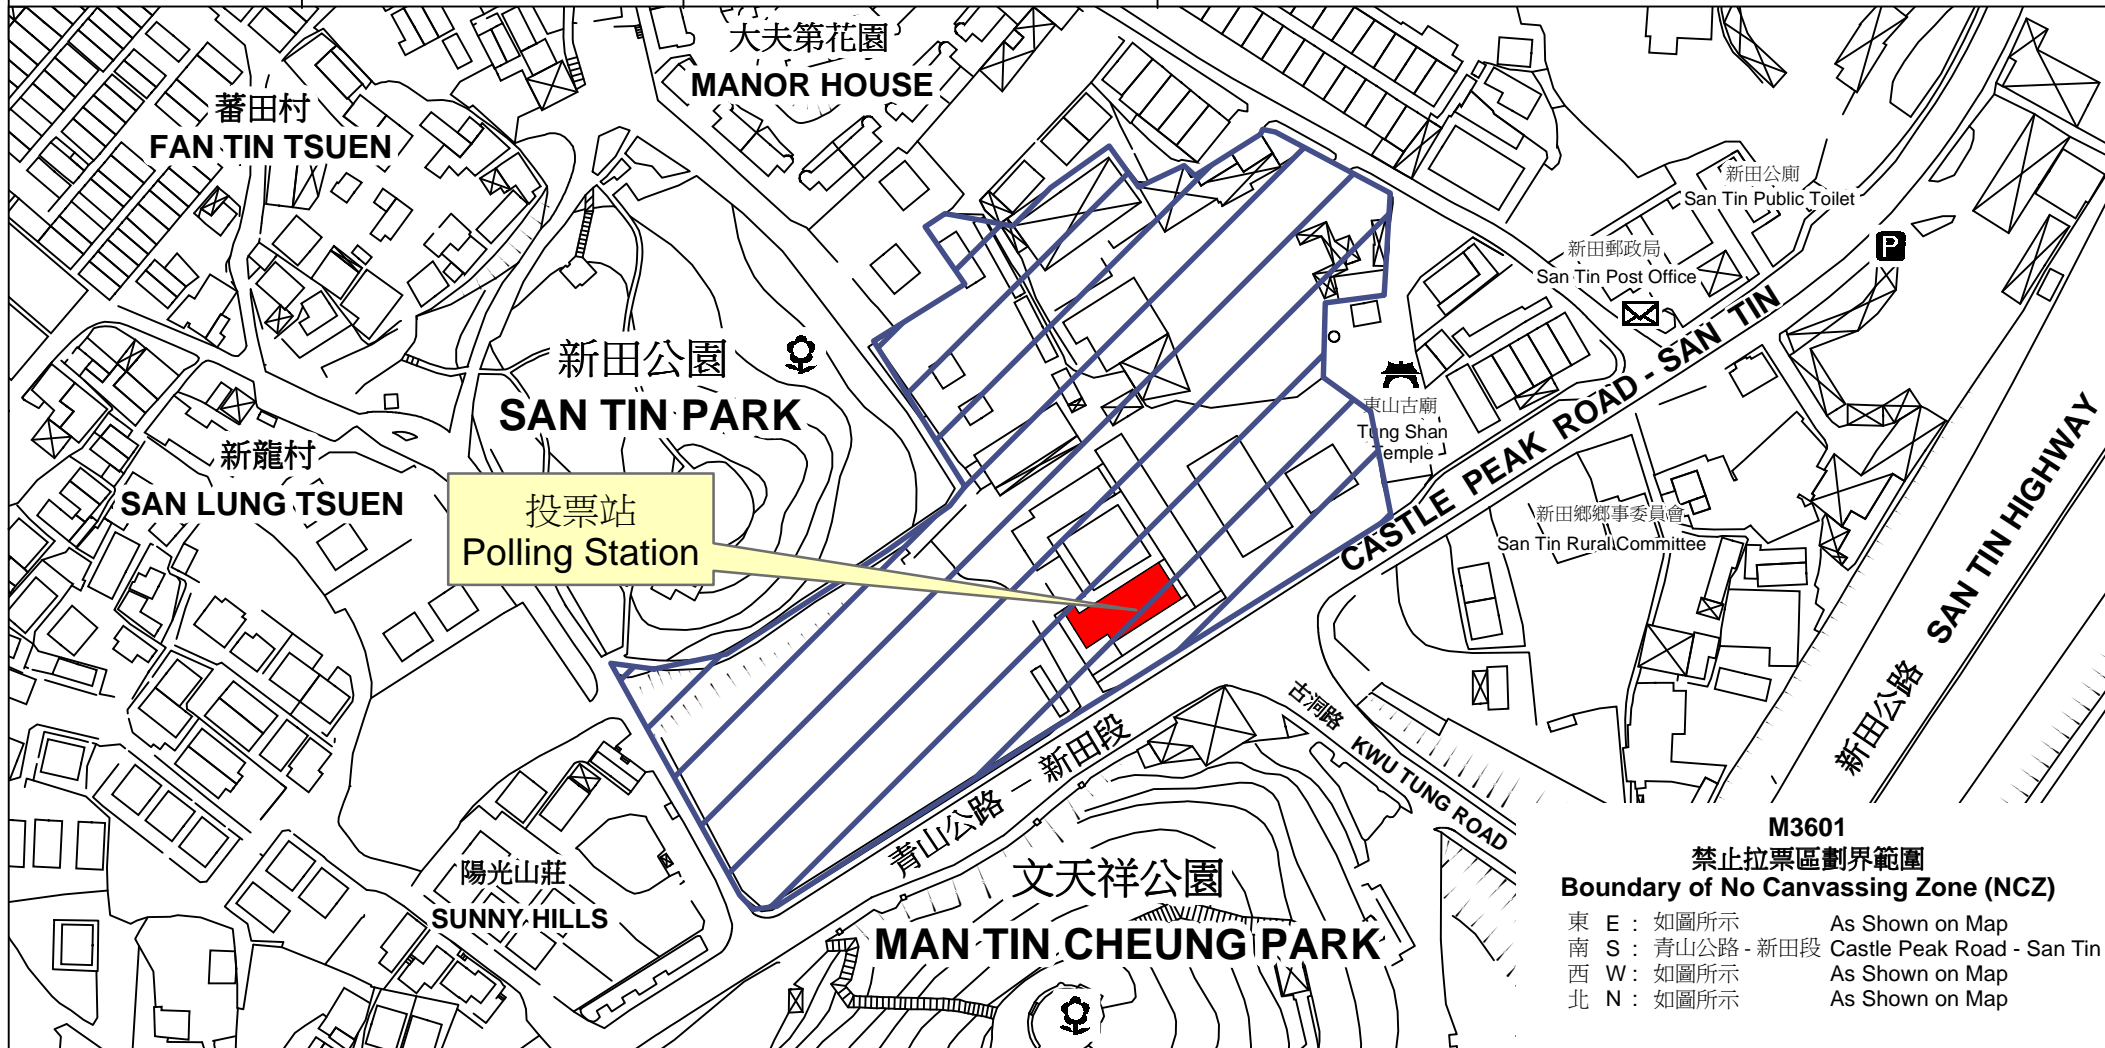 大夫第花園
MANOR HOUSE
蕃田村
FAN TIN TSUEN
新田公廁
San Tin Public Toilet
P
新田郵政局
San Tin Post Office
新田公園
SAN TIN PARK
東山古廟
Tung Shan
Temple
CASTLE PEAK ROAD - SAN TIN
新龍村
SAN LUNG TSUEN
投票站
Polling Station
新田鄉鄉事委員會
San Tin Rural Committee
新田公路 SAN TIN HIGHWAY
古洞路 KWU TUNG ROAD
青山公路 - 新田段
陽光山莊
SUNNY HILLS
文天祥公園
MAN TIN CHEUNG PARK
M3601
禁止拉票區劃界範圍
Boundary of No Canvassing Zone (NCZ)
東 E : 如圖所示 As Shown on Map
南 S : 青山公路 - 新田段 Castle Peak Road - San Tin
西 W : 如圖所示 As Shown on Map
北 N : 如圖所示 As Shown on Map